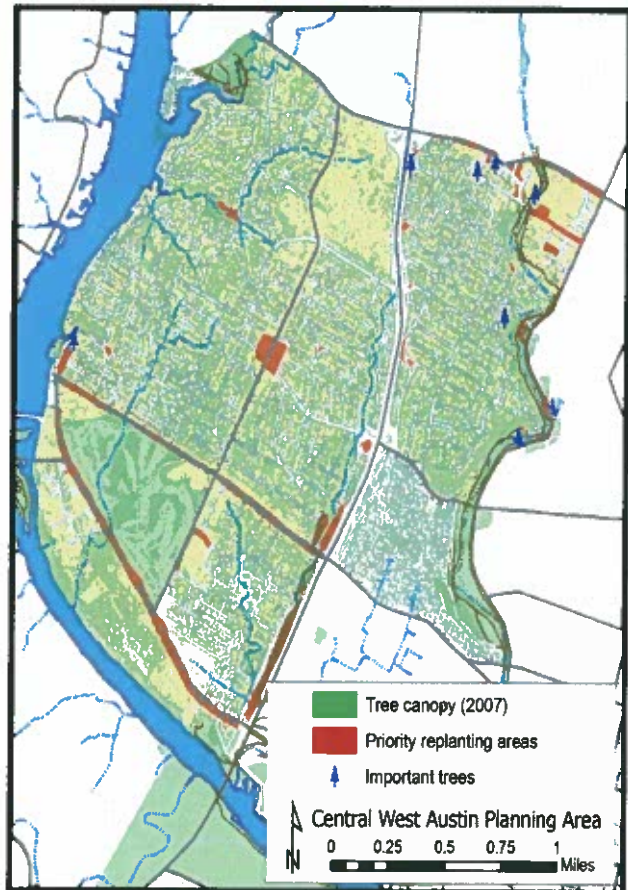 Tree canopy (2007)
Priority replanting areas
Important trees
Central West Austin Planning Area
N
0 0.25 0.5 0.75 1
Miles